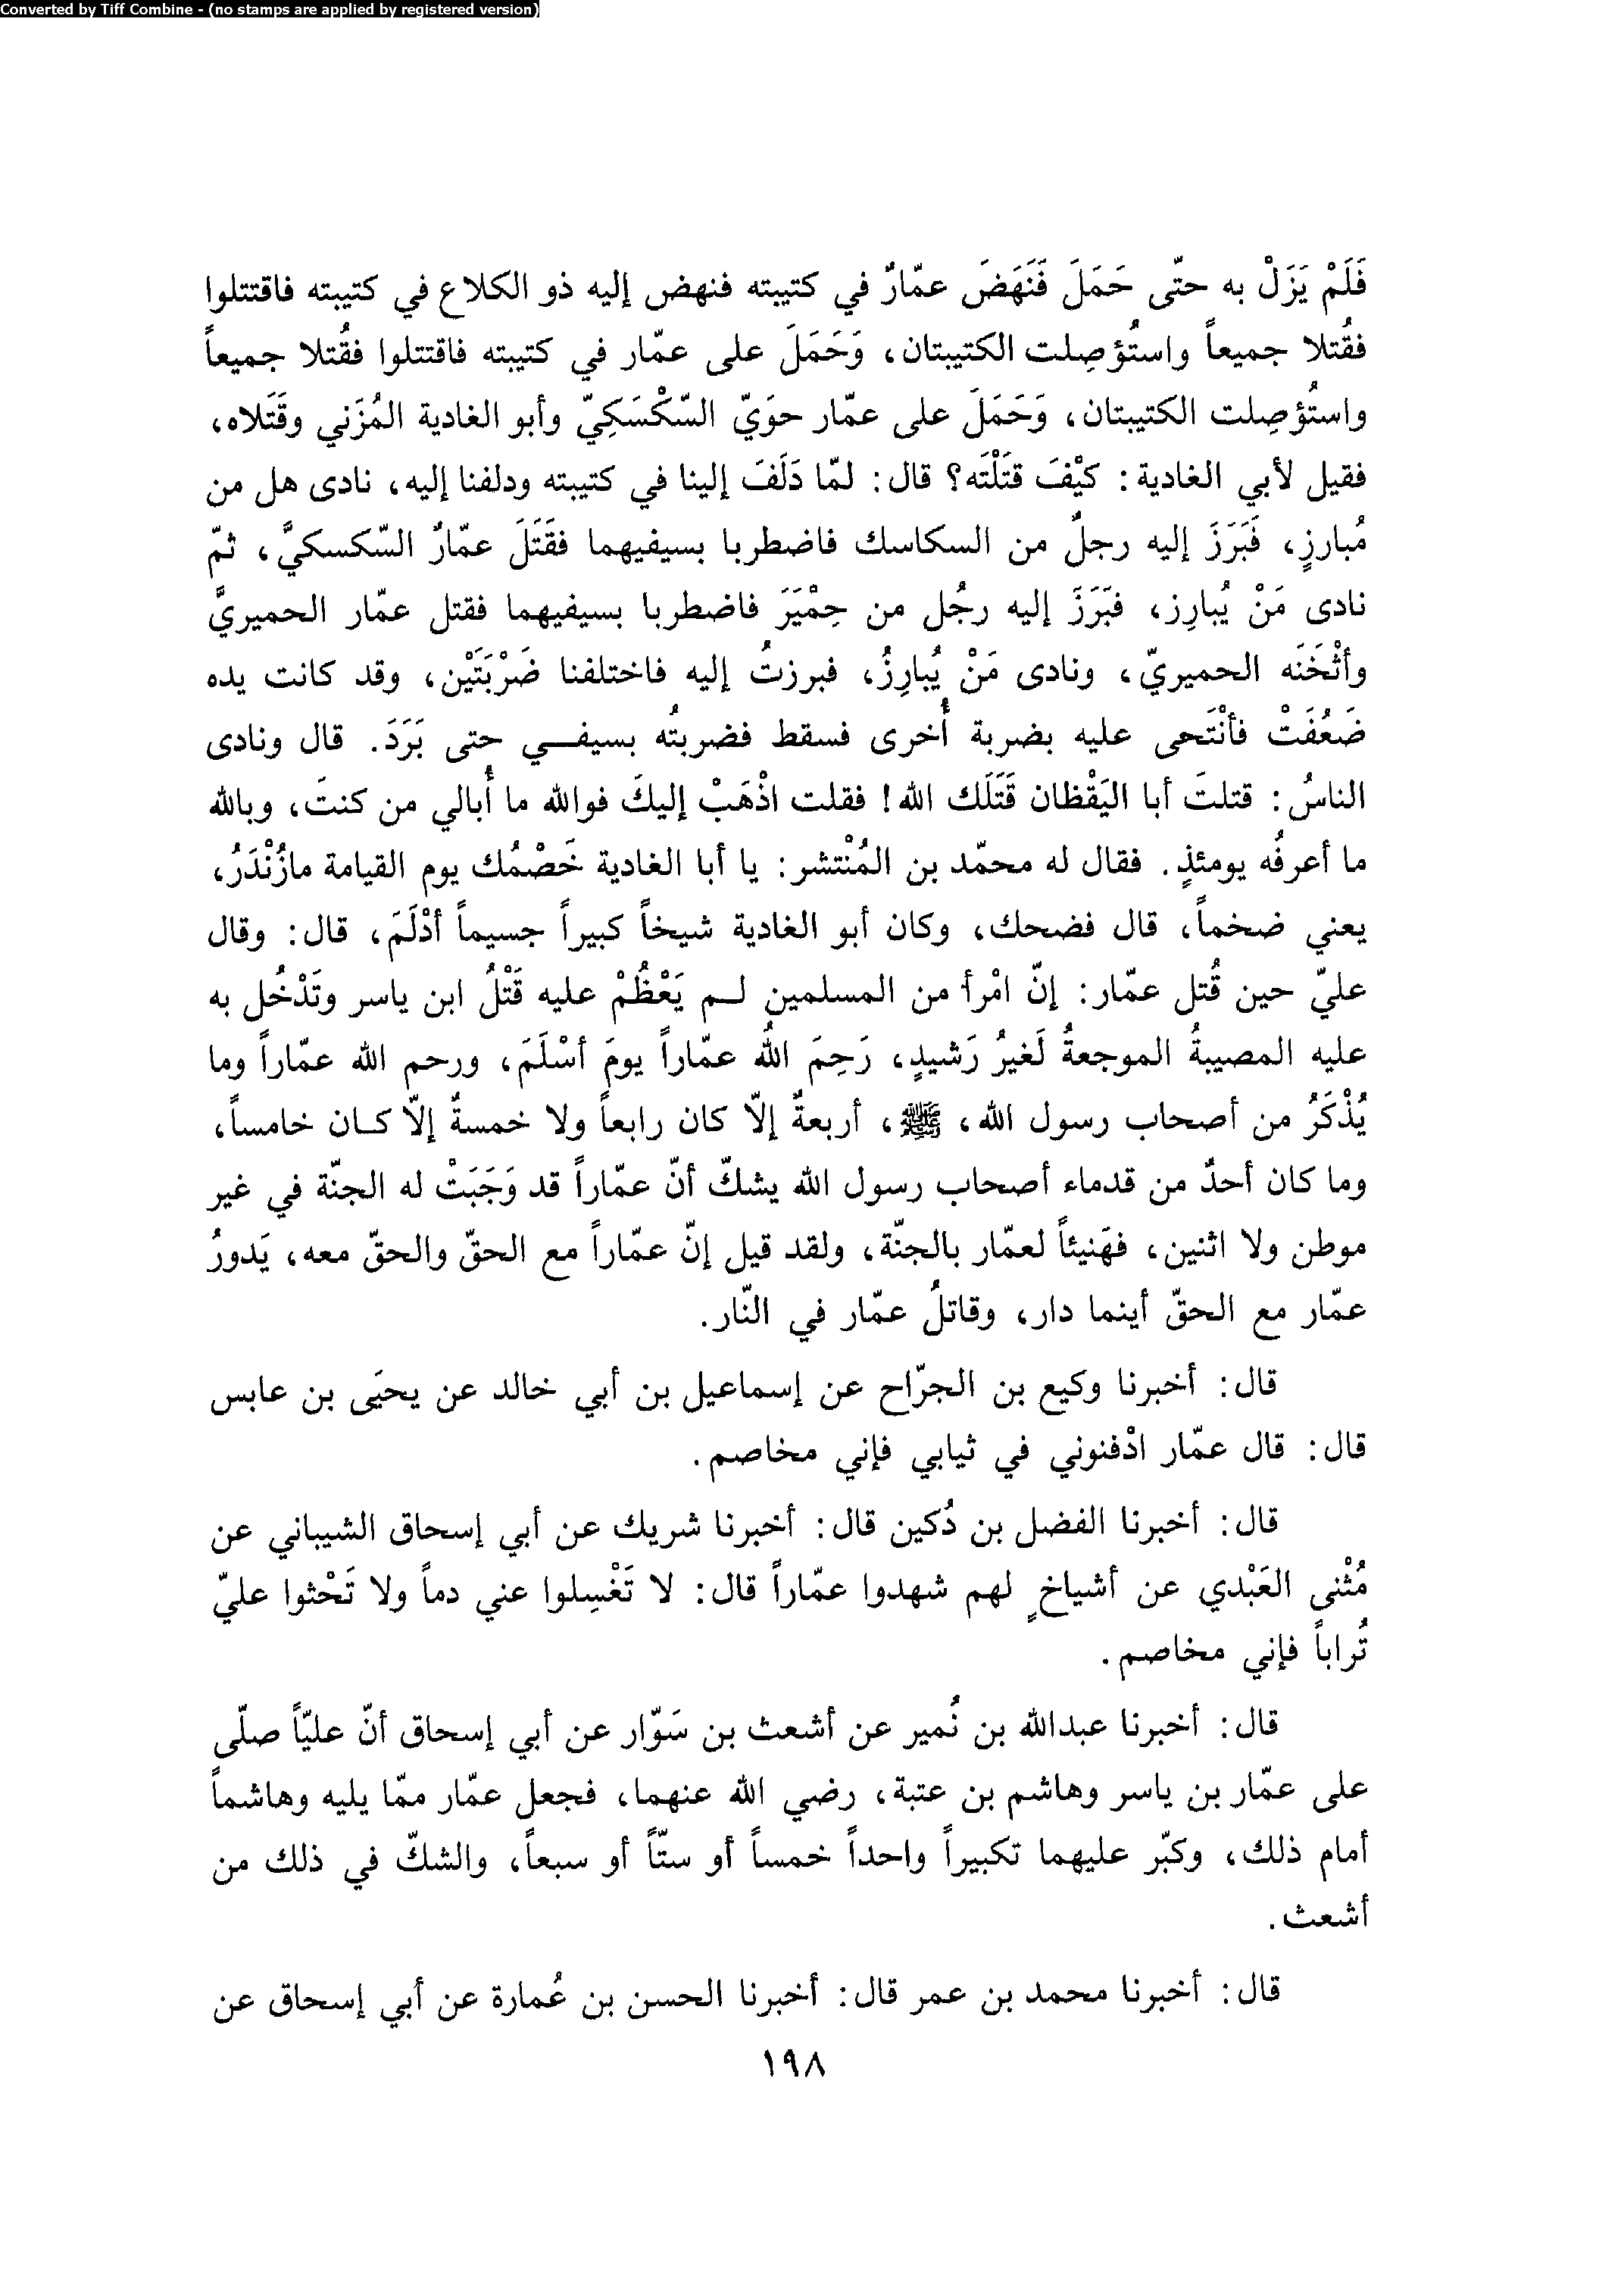 Converted by Tiff Combine - (no stamps are applied by registered version)
فَلَمْ يَزَلْ به حتّى حَمَلَ فَنَهَضَ عمّارٌ في كتيبته فنهض إليه ذو الكلاع في كتيبته فاقتتلوا
فقُتلا جميعاً واستُؤصِلت الكتيبتان، وَحَمَلَ على عمّار في كتيبته فاقتتلوا فقُتلا جميعاً
واستُؤصِلت الكتيبتان، وَحَمَلَ على عمّار حوَيّ السّكْسَكِيّ وأبو الغادية المُزَني وقَتَلاه،
فقيل لأبي الغادية: كيْفَ قتَلْتَه؟ قال: لمّا دَلَفَ إلينا في كتيبته ودلفنا إليه، نادى هل من
مُبارزٍ، فَبَرَزَ إليه رجلٌ من السكاسك فاضطربا بسيفيهما فقَتَلَ عمّارٌ السّكسكيَّ، ثمّ
نادى مَنْ يُبارِز، فبَرَزَ إليه رجُل من حِمْيَرَ فاضطربا بسيفيهما فقتل عمّار الحميريَّ
وأثْخَنَه الحميريّ، ونادى مَنْ يُبارِزُ، فبرزتُ إليه فاختلفنا ضَرْبَتَيْن، وقد كانت يده
ضَعُفَتْ فأنْتَحى عليه بضربة أُخرى فسقط فضربتُه بسيفي حتى بَرَدَ. قال ونادى
الناسُ: قتلتَ أبا اليَقْظان قَتَلَك الله! فقلت اذْهَبْ إليكَ فوالله ما أُبالي من كنتَ، وبالله
ما أعرفُه يومئذٍ. فقال له محمّد بن المُنْتشر: يا أبا الغادية خَصْمُك يوم القيامة مازُنْدَرُ،
يعني ضخماً، قال فضحك، وكان أبو الغادية شيخاً كبيراً جسيماً أدْلَمَ، قال: وقال
عليّ حين قُتل عمّار: إنّ امْرأً من المسلمين لم يَعْظُمْ عليه قَتْلُ ابن ياسر وتَدْخُل به
عليه المصيبةُ الموجعةُ لَغيرُ رَشيدٍ، رَحِمَ اللهُ عمّاراً يومَ أسْلَمَ، ورحم الله عمّاراً وما
يُذْكَرُ من أصحاب رسول الله، ﷺ، أربعةٌ إلّا كان رابعاً ولا خمسةٌ إلّا كان خامساً،
وما كان أحدٌ من قدماء أصحاب رسول الله يشكّ أنّ عمّاراً قد وَجَبَتْ له الجنّة في غير
موطن ولا اثنين، فهَنيئاً لعمّار بالجنّة، ولقد قيل إنّ عمّاراً مع الحقّ والحقّ معه، يَدورُ
عمّار مع الحقّ أينما دار، وقاتلُ عمّار في النّار.
قال: أخبرنا وكيع بن الجرّاح عن إسماعيل بن أبي خالد عن يحيَى بن عابس
قال: قال عمّار ادْفنوني في ثيابي فإني مخاصم.
قال: أخبرنا الفضل بن دُكين قال: أخبرنا شريك عن أبي إسحاق الشيباني عن
مُثْنى العَبْدي عن أشياخٍ لهم شهدوا عمّاراً قال: لا تَغْسِلوا عني دماً ولا تَحْثوا عليّ
تُراباً فإني مخاصم.
قال: أخبرنا عبدالله بن نُمير عن أشعث بن سَوّار عن أبي إسحاق أنّ عليّاً صلّى
على عمّار بن ياسر وهاشم بن عتبة، رضي الله عنهما، فجعل عمّار ممّا يليه وهاشماً
أمام ذلك، وكبّر عليهما تكبيراً واحداً خمساً أو ستّاً أو سبعاً، والشكّ في ذلك من
أشعث.
قال: أخبرنا محمد بن عمر قال: أخبرنا الحسن بن عُمارة عن أبي إسحاق عن
١٩٨